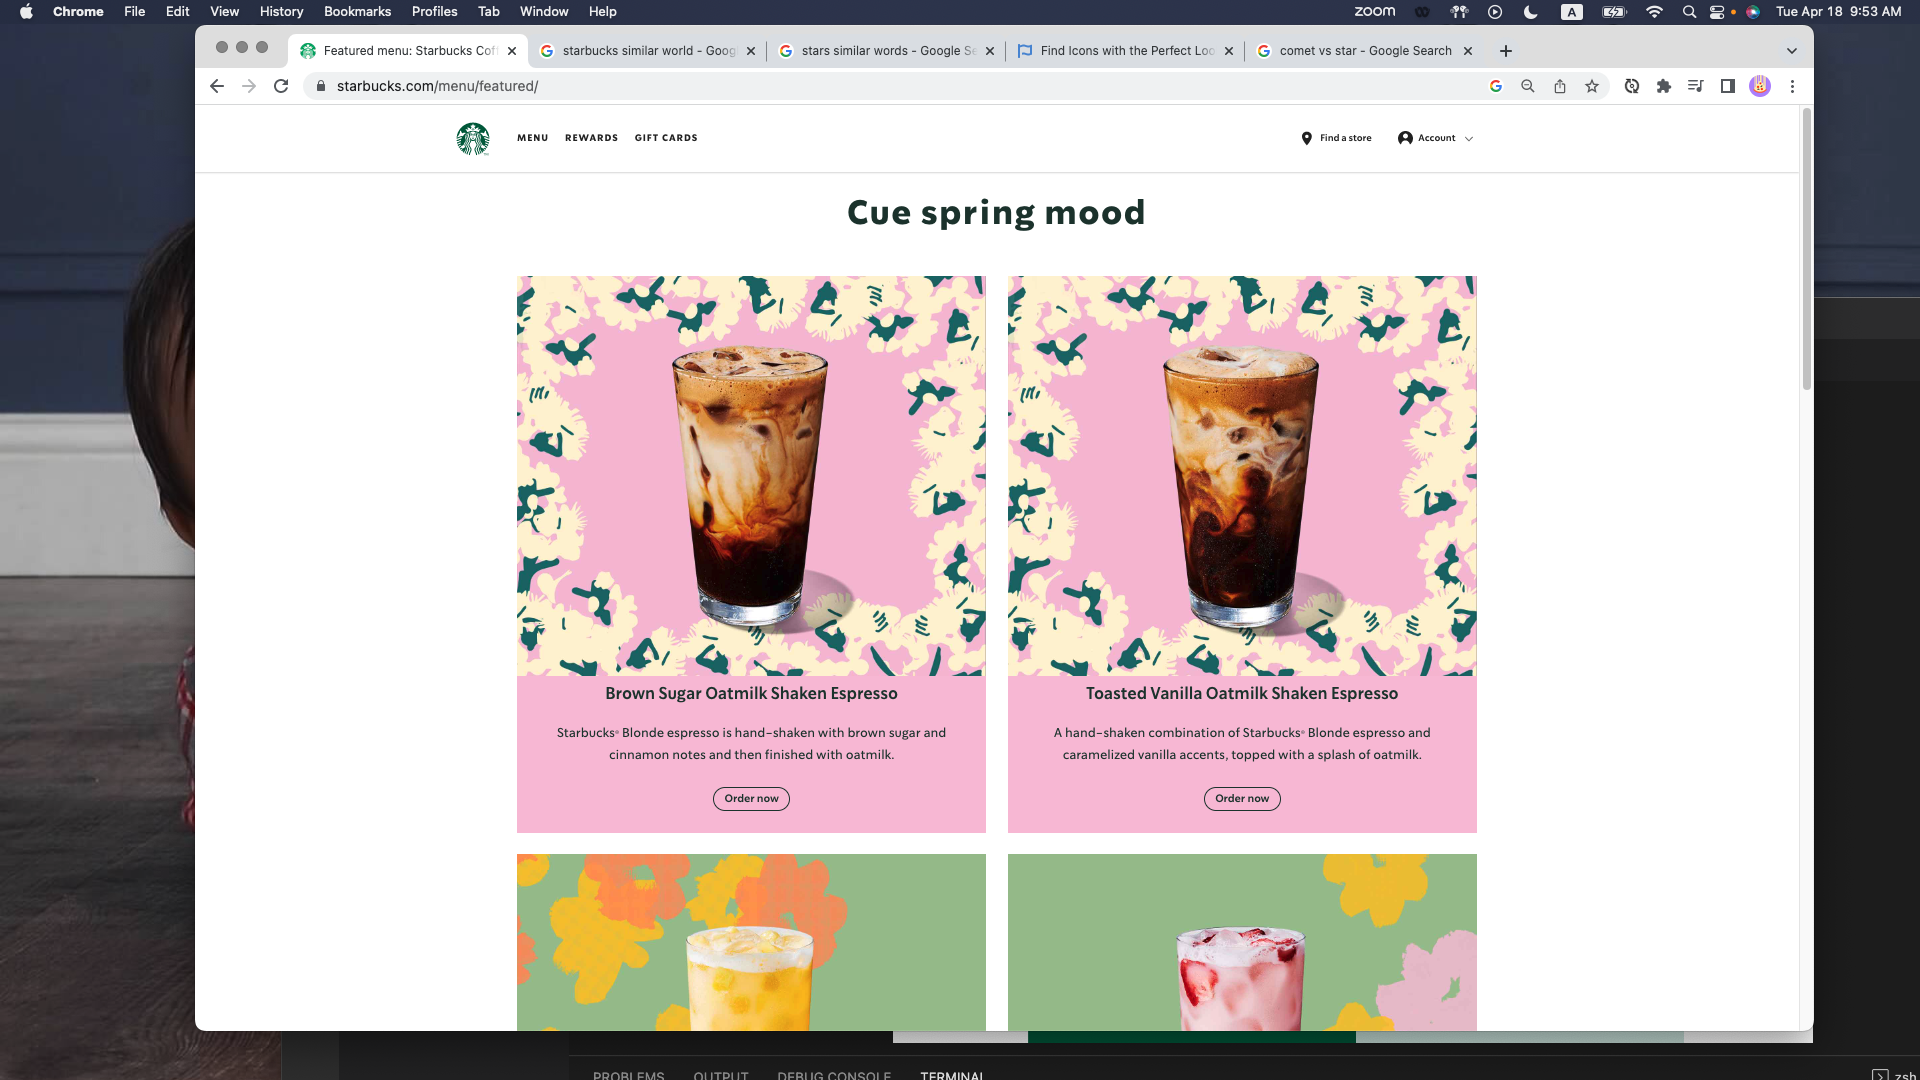 Chrome File Edit View History Bookmarks Profiles Tab Window Help zoom A Tue Apr 18 9:53 AM
Featured menu: Starbucks Cof starbucks similar world - Goog stars similar words - Google Se Find Icons with the Perfect Loo comet vs star - Google Search
starbucks.com/menu/featured/
MENU REWARDS GIFT CARDS Find a store Account
Cue spring mood
Brown Sugar Oatmilk Shaken Espresso
Starbucks® Blonde espresso is hand-shaken with brown sugar and
cinnamon notes and then finished with oatmilk.
Order now
Toasted Vanilla Oatmilk Shaken Espresso
A hand-shaken combination of Starbucks® Blonde espresso and
caramelized vanilla accents, topped with a splash of oatmilk.
Order now
PROBLEMS OUTPUT DEBUG CONSOLE TERMINAL zsh